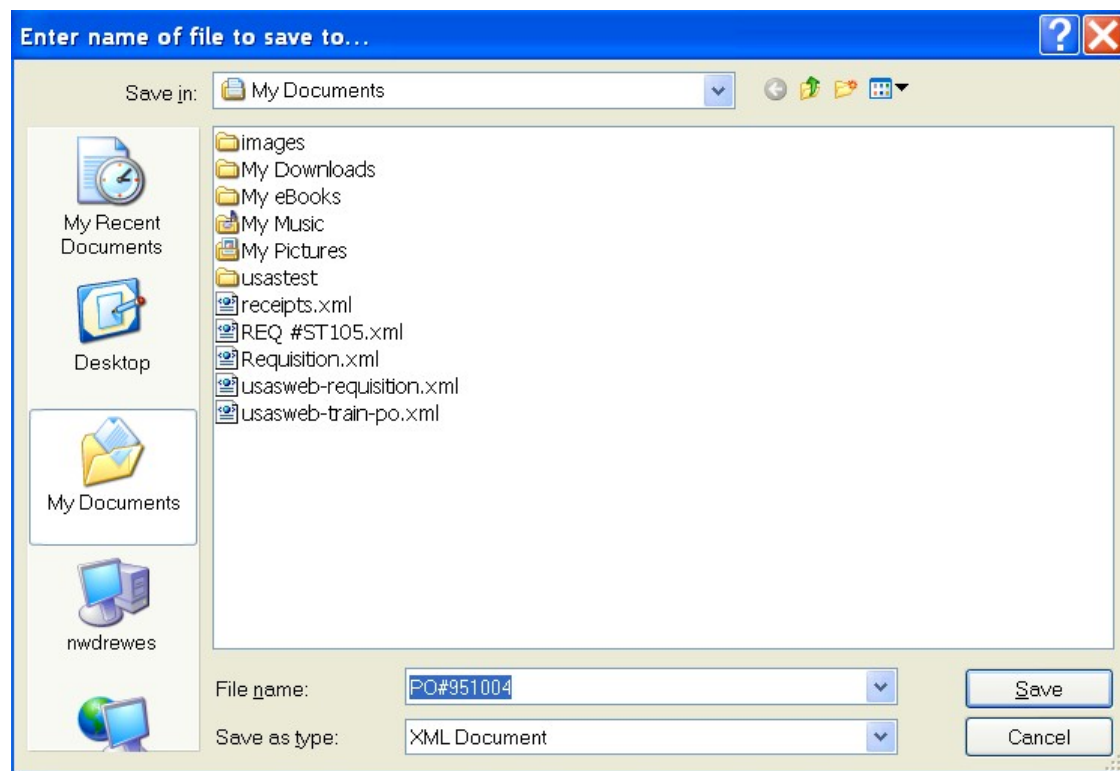 Enter name of file to save to...
Save in:
My Documents
My Recent
Documents
Desktop
My Documents
nwdrewes
images
My Downloads
My eBooks
My Music
My Pictures
usastest
receipts.xml
REQ #ST105.xml
Requisition.xml
usasweb-requisition.xml
usasweb-train-po.xml
File name:
PO#951004
Save
Save as type:
XML Document
Cancel